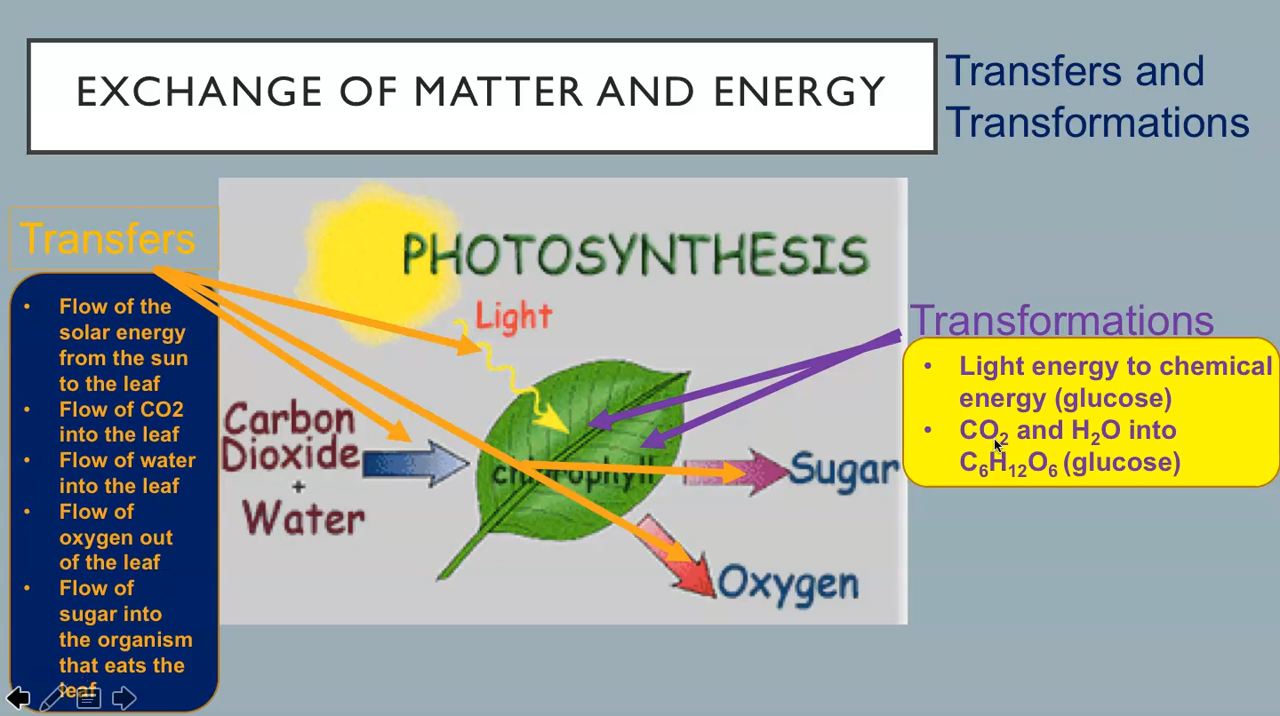 EXCHANGE OF MATTER AND ENERGY
Transfers and
Transformations
Transfers
• Flow of the
solar energy
from the sun
to the leaf
• Flow of CO2
into the leaf
• Flow of water
into the leaf
• Flow of
oxygen out
of the leaf
• Flow of
sugar into
the organism
that eats the
leaf
PHOTOSYNTHESIS
Light
Carbon
Dioxide
+
Water
chlorophyll
Sugar
Oxygen
Transformations
• Light energy to chemical
energy (glucose)
• CO₂ and H₂O into
C₆H₁₂O₆ (glucose)